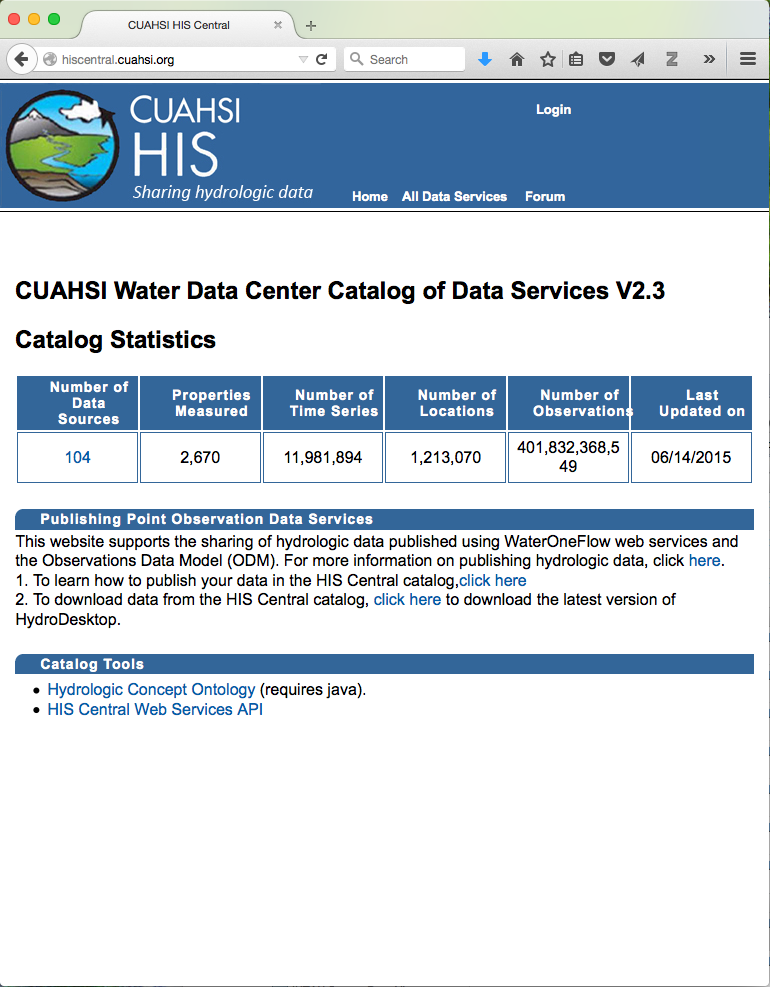 CUAHSI HIS Central
hiscentral.cuahsi.org
Search
Z
CUAHSI
HIS
Sharing hydrologic data
Login
Home All Data Services Forum
CUAHSI Water Data Center Catalog of Data Services V2.3
Catalog Statistics
Number of
Data
Sources
Properties
Measured
Number of
Time Series
Number of
Locations
Number of
Observations
Last
Updated on
104
2,670
11,981,894
1,213,070
401,832,368,5
49
06/14/2015
Publishing Point Observation Data Services
This website supports the sharing of hydrologic data published using WaterOneFlow web services and
the Observations Data Model (ODM). For more information on publishing hydrologic data, click here.
1. To learn how to publish your data in the HIS Central catalog,click here
2. To download data from the HIS Central catalog, click here to download the latest version of
HydroDesktop.
Catalog Tools
• Hydrologic Concept Ontology (requires java).
• HIS Central Web Services API